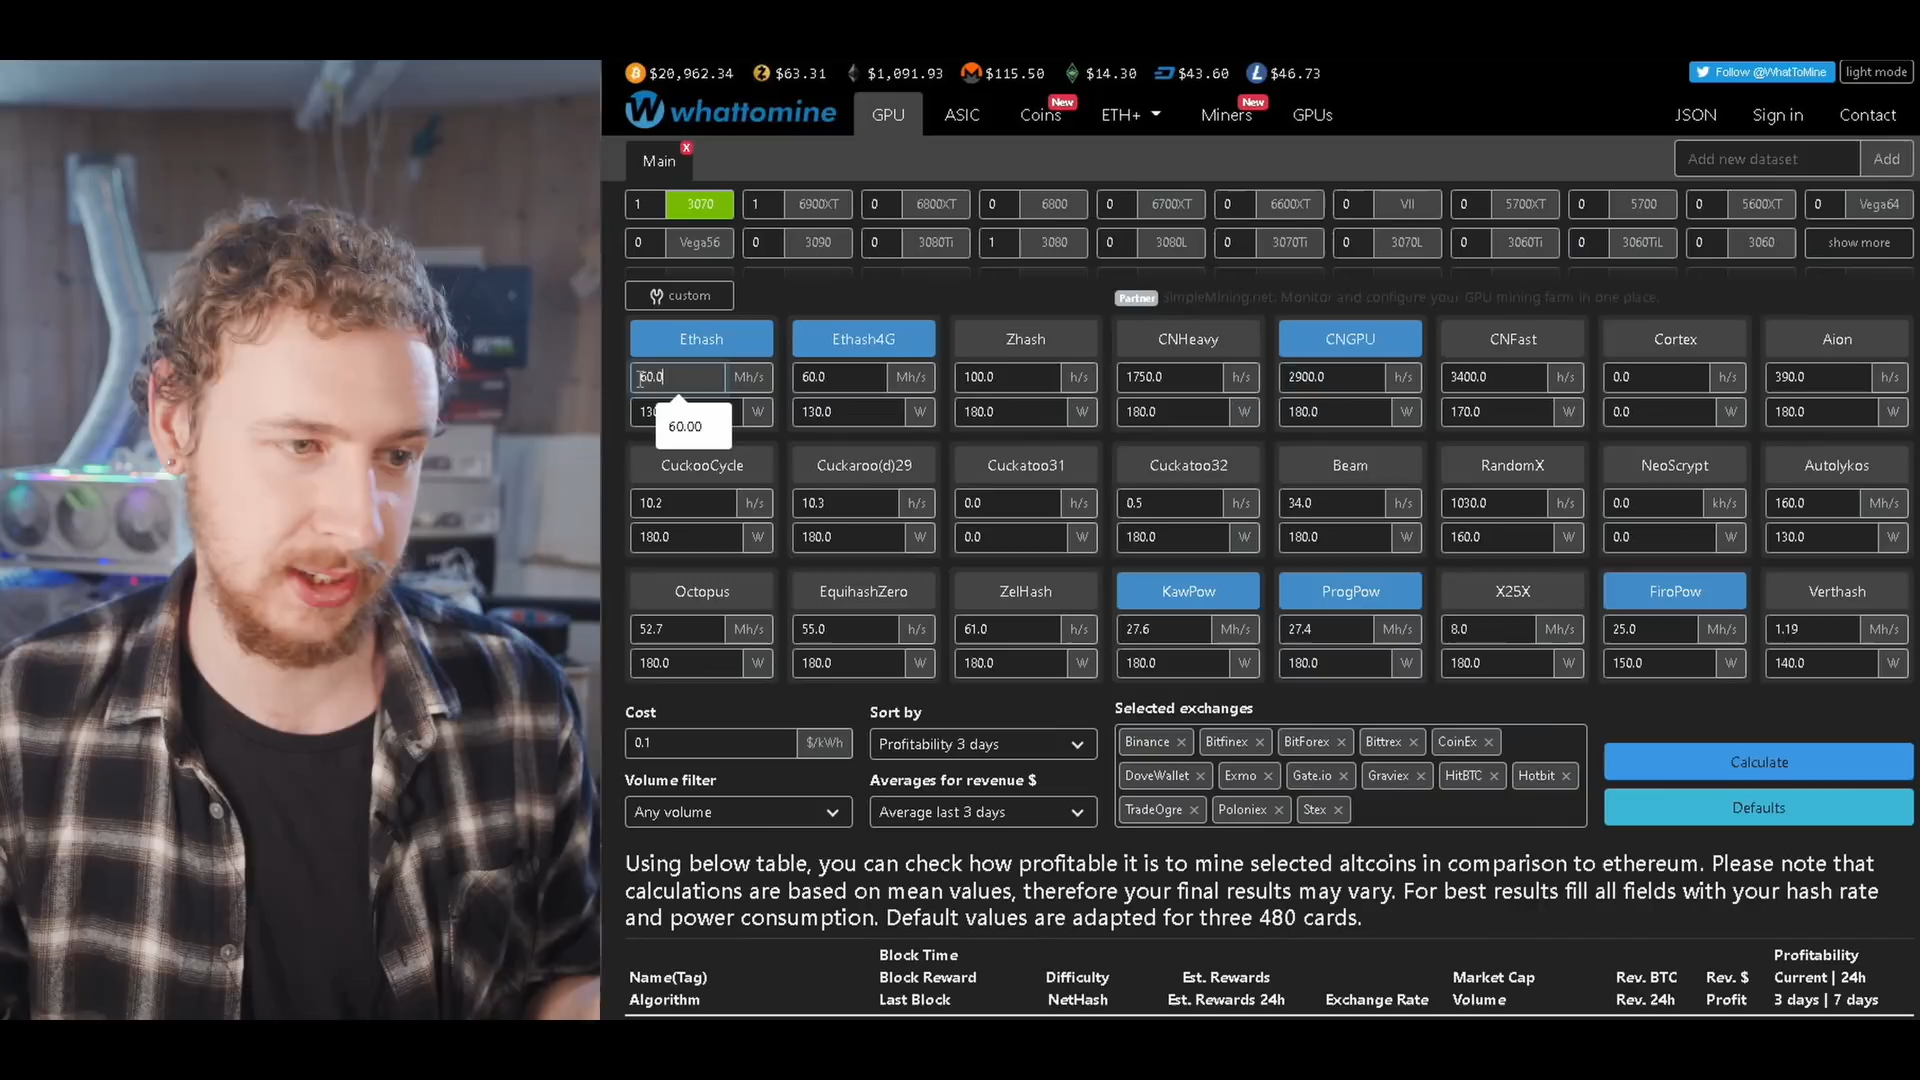 $20,962.34 $63.31 $1,091.93 $115.50 $14.30 $43.60 $46.73 Follow @WhatToMine light mode
whattomine GPU ASIC Coins New ETH+ Miners New GPUs JSON Sign in Contact
Main x Add new dataset Add
1 3070 1 6900XT 0 6800XT 0 6800 0 6700XT 0 6600XT 0 VII 0 5700XT 0 5700 0 5600XT 0 Vega64
0 Vega56 0 3090 0 3080Ti 1 3080 0 3080L 0 3070Ti 0 3070L 0 3060Ti 0 3060TiL 0 3060 show more
custom Partner SimpleMining.net: Monitor and configure your GPU mining farm in one place.
Ethash Ethash4G Zhash CNHeavy CNGPU CNFast Cortex Aion
60.0 Mh/s 60.0 Mh/s 100.0 h/s 1750.0 h/s 2900.0 h/s 3400.0 h/s 0.0 h/s 390.0 h/s
W 130.0 W 180.0 W 180.0 W 180.0 W 170.0 W 0.0 W 180.0 W
60.00
CuckooCycle Cuckaroo(d)29 Cuckatoo31 Cuckatoo32 Beam RandomX NeoScrypt Autolykos
10.2 h/s 10.3 h/s 0.0 h/s 0.5 h/s 34.0 h/s 1030.0 h/s 0.0 kh/s 160.0 Mh/s
180.0 W 180.0 W 0.0 W 180.0 W 180.0 W 160.0 W 0.0 W 130.0 W
Octopus EquihashZero ZelHash KawPow ProgPow X25X FiroPow Verthash
52.7 Mh/s 55.0 h/s 61.0 h/s 27.6 Mh/s 27.4 Mh/s 8.0 Mh/s 25.0 Mh/s 1.19 Mh/s
180.0 W 180.0 W 180.0 W 180.0 W 180.0 W 180.0 W 150.0 W 140.0 W
Cost Sort by Selected exchanges
0.1 $/kWh Profitability 3 days Binance × Bitfinex × BitForex × Bittrex × CoinEx ×
DoveWallet × Exmo × Gate.io × Graviex × HitBTC × Hotbit × Calculate
Volume filter Averages for revenue $
Any volume Average last 3 days TradeOgre × Poloniex × Stex × Defaults
Using below table, you can check how profitable it is to mine selected altcoins in comparison to ethereum. Please note that
calculations are based on mean values, therefore your final results may vary. For best results fill all fields with your hash rate
and power consumption. Default values are adapted for three 480 cards.
Block Time Profitability
Name(Tag) Block Reward Difficulty Est. Rewards Market Cap Rev. BTC Rev. $ Current | 24h
Algorithm Last Block NetHash Est. Rewards 24h Exchange Rate Volume Rev. 24h Profit 3 days | 7 days